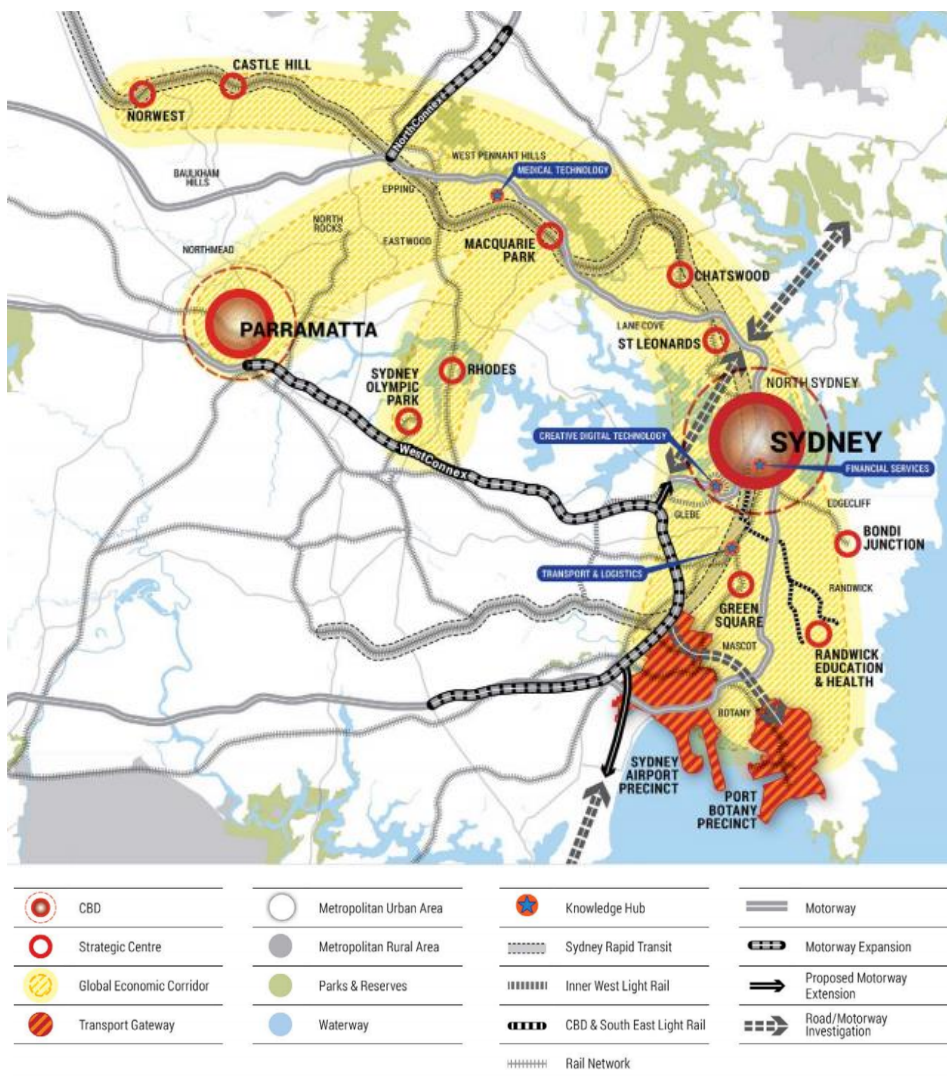 CASTLE HILL
NORWEST
NorthConnex
WEST PENNANT HILLS
BAULKHAM
HILLS
MEDICAL TECHNOLOGY
EPPING
NORTH
ROCKS
EASTWOOD
NORTHMEAD
MACQUARIE
PARK
CHATSWOOD
PARRAMATTA
LANE COVE
ST LEONARDS
SYDNEY
OLYMPIC
PARK
RHODES
NORTH SYDNEY
SYDNEY
CREATIVE DIGITAL TECHNOLOGY
FINANCIAL SERVICES
WestConnex
GLEBE
EDGECLIFF
BONDI
JUNCTION
TRANSPORT & LOGISTICS
GREEN
SQUARE
RANDWICK
MASCOT
RANDWICK
EDUCATION
& HEALTH
BOTANY
SYDNEY
AIRPORT
PRECINCT
PORT
BOTANY
PRECINCT
CBD
Strategic Centre
Global Economic Corridor
Transport Gateway
Metropolitan Urban Area
Metropolitan Rural Area
Parks & Reserves
Waterway
Knowledge Hub
Sydney Rapid Transit
Inner West Light Rail
CBD & South East Light Rail
Rail Network
Motorway
Motorway Expansion
Proposed Motorway
Extension
Road/Motorway
Investigation